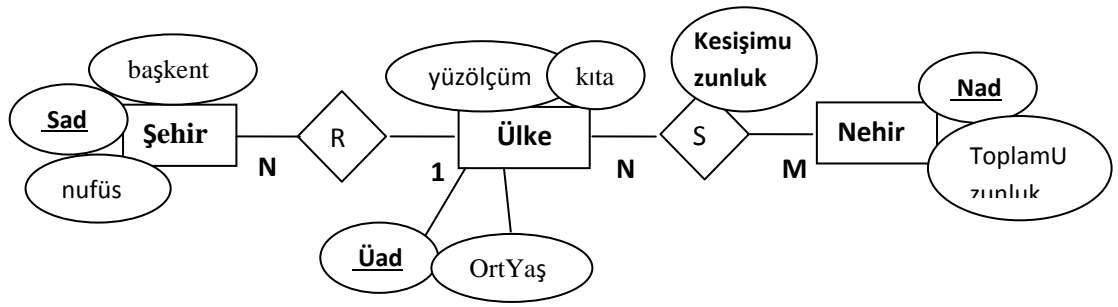 başkent
Sad
Şehir
nufüs
R
N
1
yüzölçüm
kıta
Ülke
Üad
OrtYaş
N
Kesişimu
zunluk
S
M
Nehir
Nad
ToplamU
zunluk